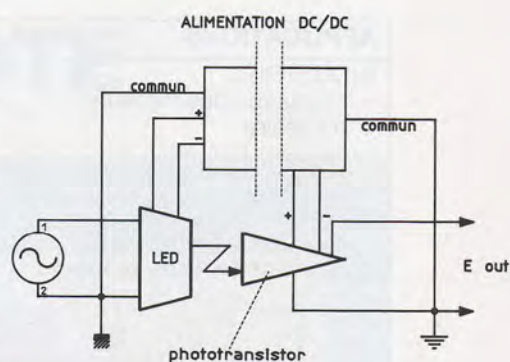 ALIMENTATION DC/DC
commun
+
-
commun
+
-
1
LED
E out
2
phototransistor